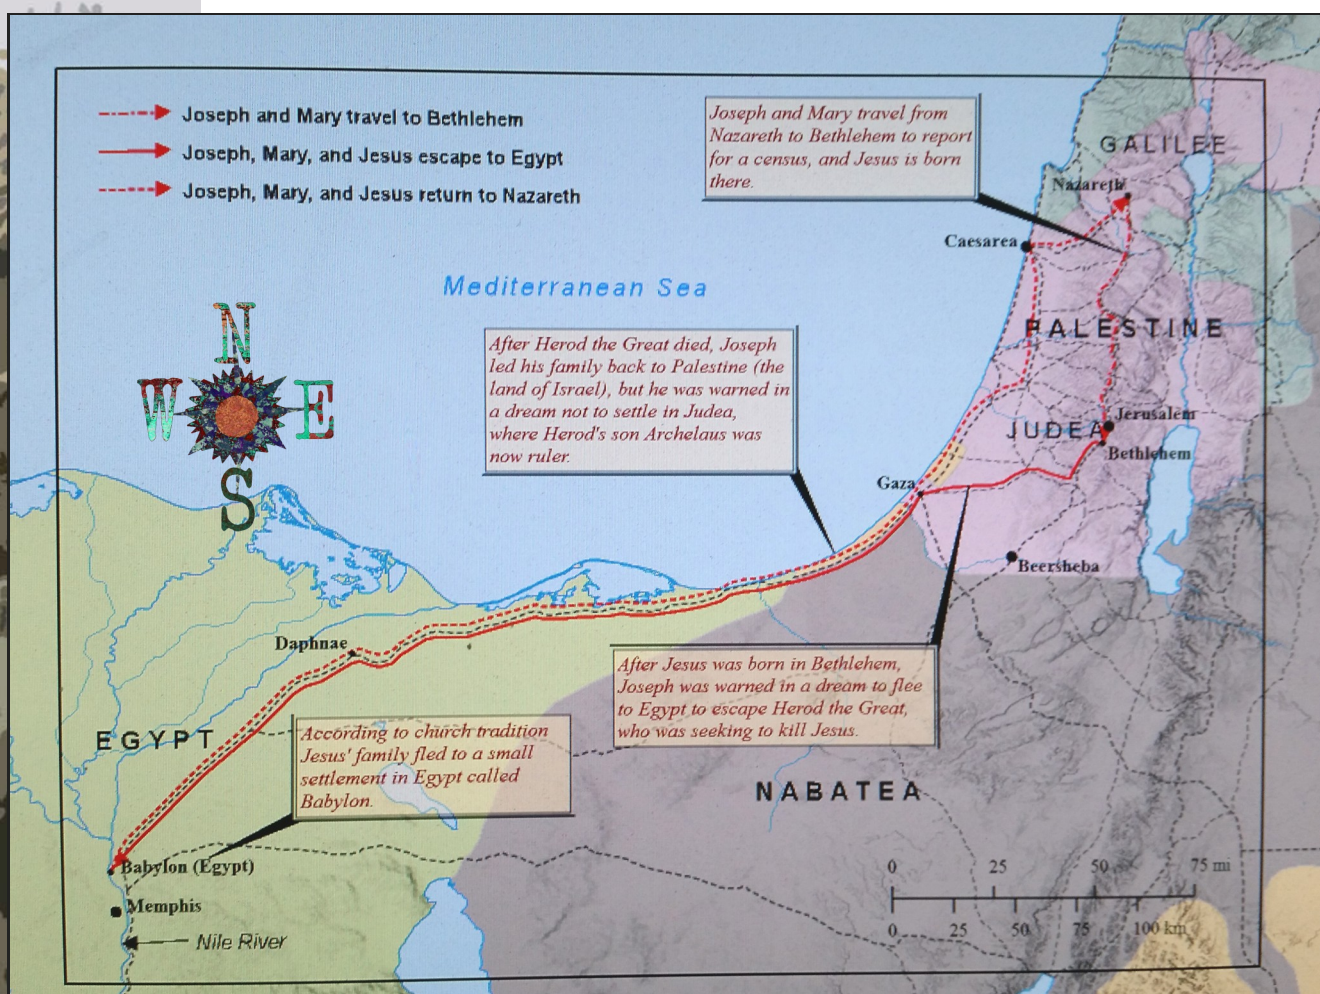 Joseph and Mary travel to Bethlehem
Joseph, Mary, and Jesus escape to Egypt
Joseph, Mary, and Jesus return to Nazareth
Joseph and Mary travel from
Nazareth to Bethlehem to report
for a census, and Jesus is born
there.
GALILEE
Nazareth
Caesarea
Mediterranean Sea
N
W E
S
PALESTINE
After Herod the Great died, Joseph
led his family back to Palestine (the
land of Israel), but he was warned in
a dream not to settle in Judea,
where Herod's son Archelaus was
now ruler.
Jerusalem
JUDEA
Bethlehem
Gaza
Beersheba
Daphnae
After Jesus was born in Bethlehem,
Joseph was warned in a dream to flee
to Egypt to escape Herod the Great,
who was seeking to kill Jesus.
EGYPT
According to church tradition
Jesus' family fled to a small
settlement in Egypt called
Babylon.
NABATEA
Babylon (Egypt)
Memphis
Nile River
0 25 50 75 mi
0 25 50 75 100 km